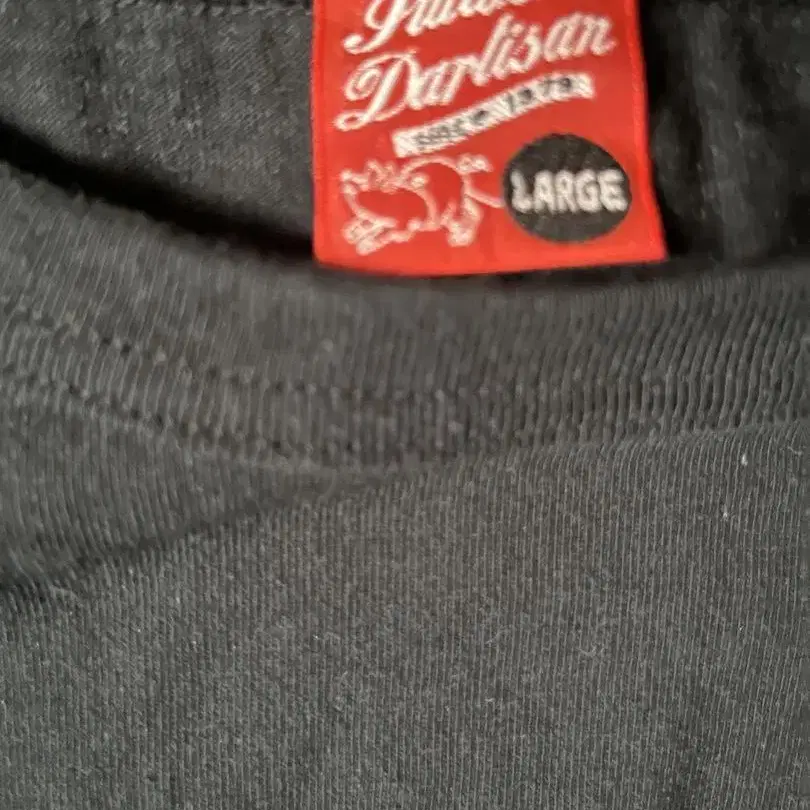 Dartisan
since 1979
LARGE